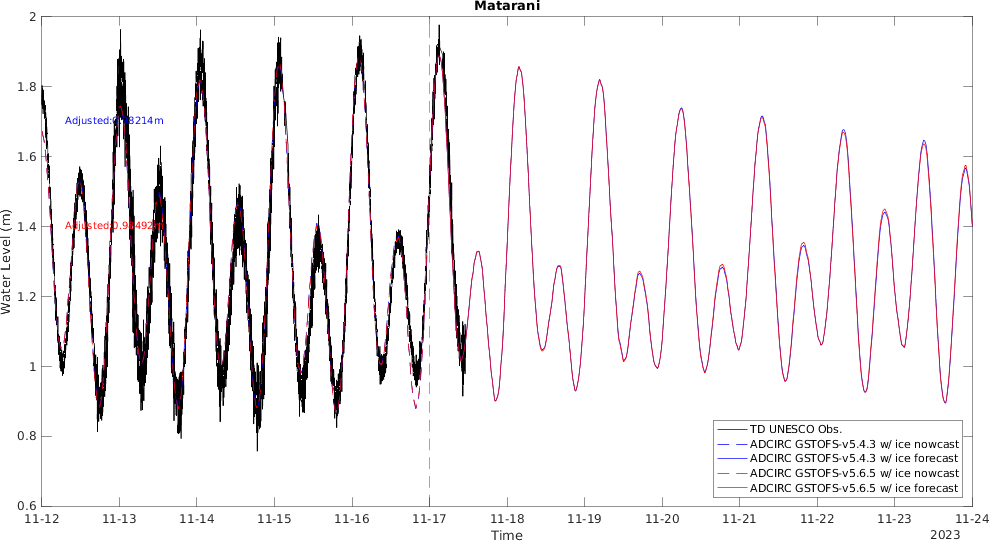 Matarani
Water Level (m)
2
1.8
1.6
1.4
1.2
1
0.8
0.6
TD UNESCO Obs.
ADCIRC GSTOFS-v5.4.3 w/ ice nowcast
ADCIRC GSTOFS-v5.4.3 w/ ice forecast
ADCIRC GSTOFS-v5.6.5 w/ ice nowcast
ADCIRC GSTOFS-v5.6.5 w/ ice forecast
11-12 11-13 11-14 11-15 11-16 11-17 11-18 11-19 11-20 11-21 11-22 11-23 11-24
Time
2023